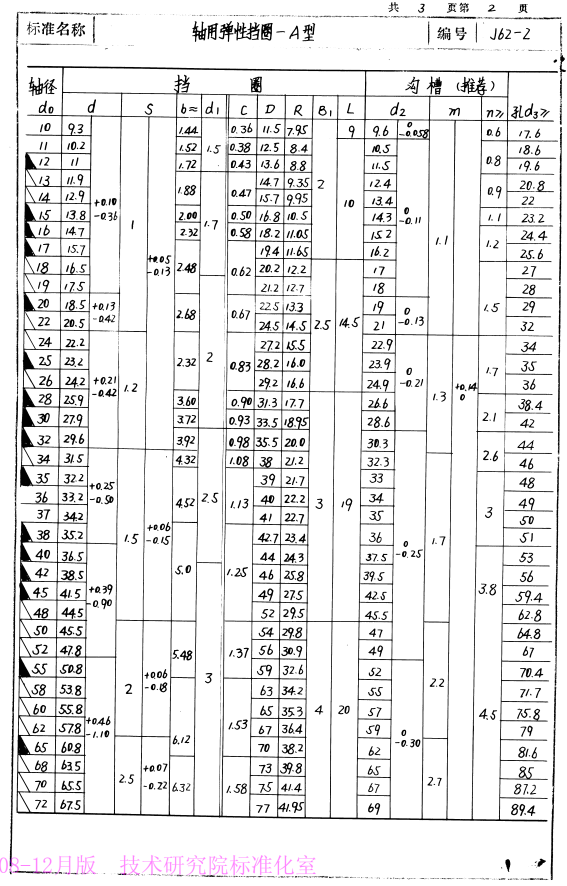 共 3 页第 2 页
标准名称 轴用弹性挡圈-A型 编号 J62-2
轴径 挡 圈 沟槽(推荐)
d0 d S b≈ d1 C D R B1 L d2 m n≥ 孔d3≥
10 9.3 +0.10 -0.36 1 +0.05 -0.13 1.44 1.5 0.36 11.5 7.95 2 9 9.6 0 -0.058 1.1 +0.14 0 0.6 17.6
11 10.2 1.52 0.38 12.5 8.4 10 10.5 0 -0.11 0.8 18.6
12 11 1.72 0.43 13.6 8.8 11.5 19.6
13 11.9 1.88 1.7 0.47 14.7 9.35 12.4 0.9 20.8
14 12.9 15.7 9.95 13.4 22
15 13.8 2.00 0.50 16.8 10.5 14.3 1.1 23.2
16 14.7 2.32 0.58 18.2 11.05 15.2 1.2 24.4
17 15.7 2.48 0.62 19.4 11.65 16.2 25.6
18 16.5 20.2 12.2 2.5 14.5 17 1.5 27
19 17.5 2 21.2 12.7 18 28
20 18.5 +0.13 -0.42 2.68 0.67 22.5 13.3 19 0 -0.13 29
22 20.5 24.5 14.5 21 32
24 22.2 +0.21 -0.42 1.2 2.32 0.83 27.2 15.5 22.9 0 -0.21 1.3 1.7 34
25 23.2 28.2 16.0 23.9 35
26 24.2 29.2 16.6 24.9 36
28 25.9 3.60 0.90 31.3 17.7 3 19 26.6 2.1 38.4
30 27.9 3.72 0.93 33.5 18.95 28.6 42
32 29.6 +0.25 -0.50 3.92 2.5 0.98 35.5 20.0 30.3 0 -0.25 2.6 44
34 31.5 1.5 +0.06 -0.15 4.32 1.08 38 21.2 32.3 1.7 46
35 32.2 4.52 1.13 39 21.7 33 3 48
36 33.2 40 22.2 34 49
37 34.2 41 22.7 35 50
38 35.2 5.0 1.25 42.7 23.4 36 51
40 36.5 +0.39 -0.90 44 24.3 37.5 3.8 53
42 38.5 3 46 25.8 39.5 56
45 41.5 49 27.5 42.5 59.4
48 44.5 52 29.5 45.5 62.8
50 45.5 2 +0.06 -0.18 5.48 1.37 54 29.8 4 20 47 2.2 64.8
52 47.8 56 30.9 49 67
55 50.8 +0.46 -1.10 59 32.6 52 0 -0.30 4.5 70.4
58 53.8 6.12 1.53 63 34.2 55 71.7
60 55.8 65 35.3 57 75.8
62 57.8 67 36.4 59 79
65 60.8 2.5 +0.07 -0.22 70 38.2 62 2.7 81.6
68 63.5 6.32 1.58 73 39.8 65 85
70 65.5 75 41.4 67 87.2
72 67.5 77 41.95 69 89.4
08-12月版 技术研究院标准化室